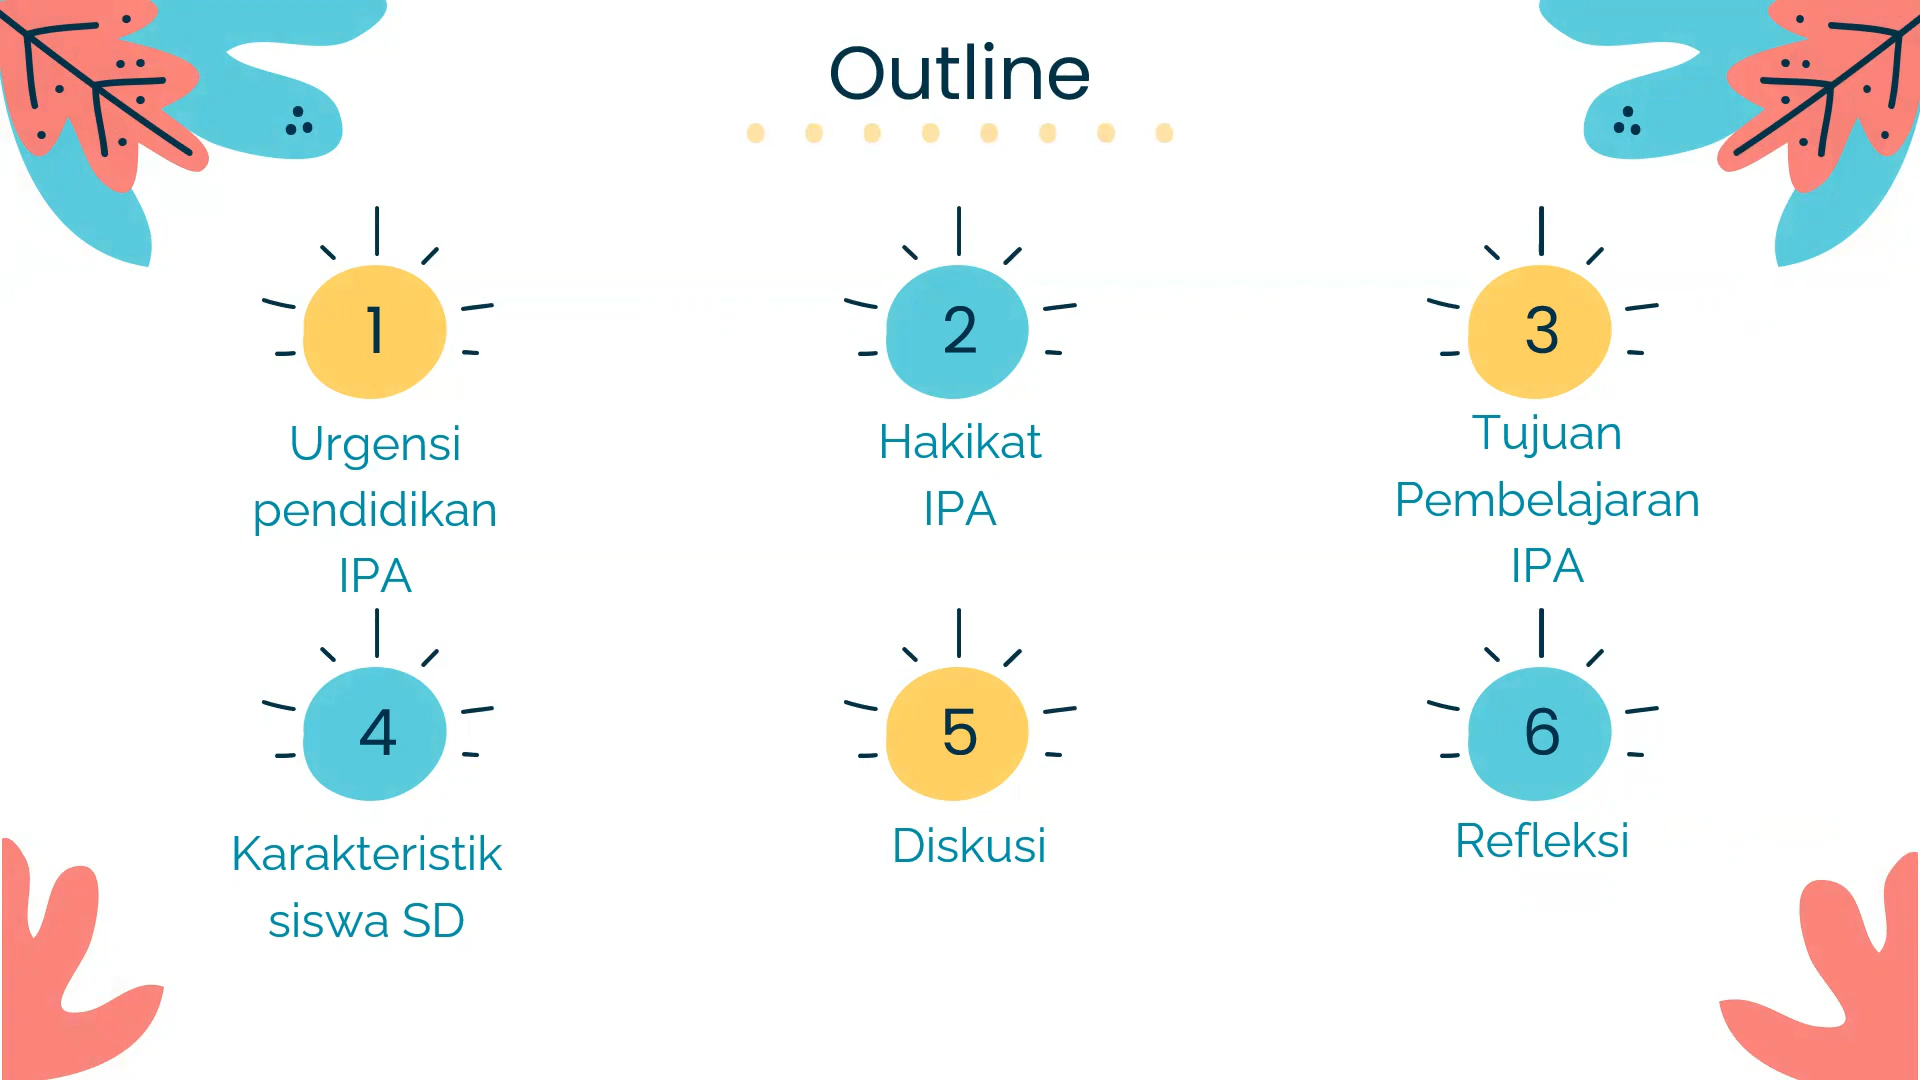 Outline
1
Urgensi
pendidikan
IPA
2
Hakikat
IPA
3
Tujuan
Pembelajaran
IPA
4
Karakteristik
siswa SD
5
Diskusi
6
Refleksi